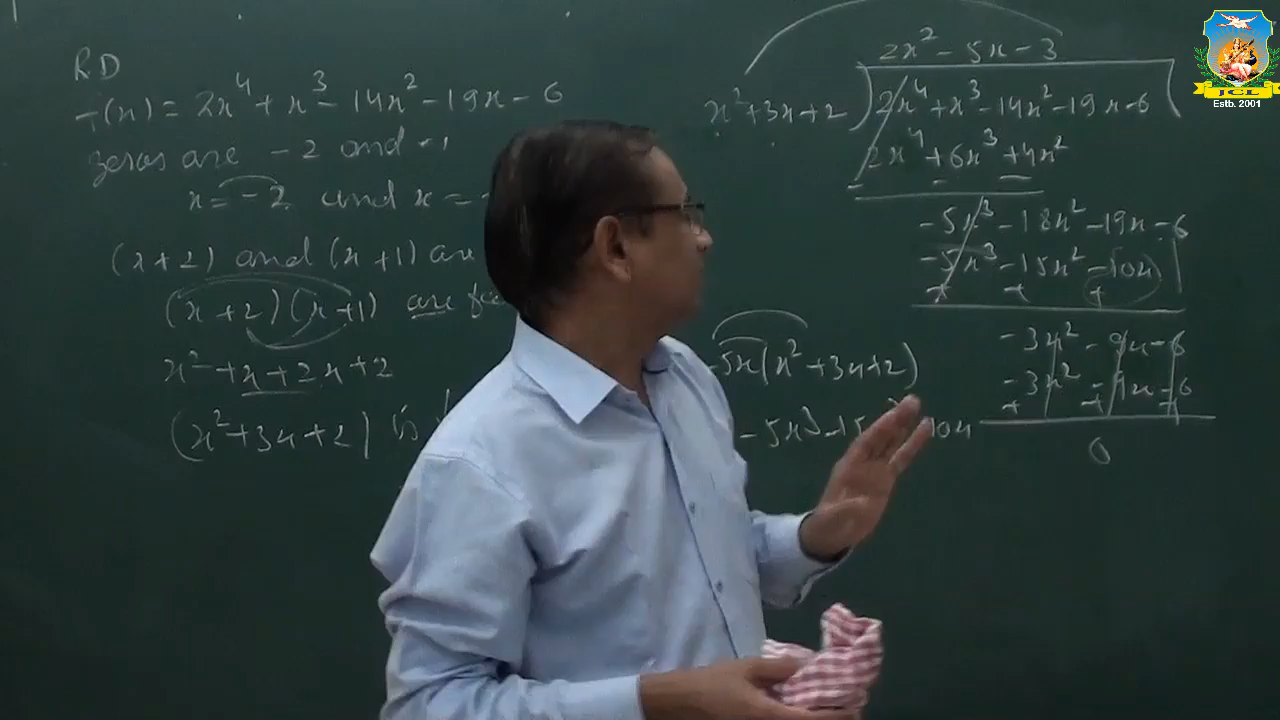 RD
f(x) = 2x⁴ + x³ - 14x² - 19x - 6
zeros are -2 and -1
x = -2 and x = -
(x+2) and (x+1) are
(x+2)(x+1) are
x² + x + 2x + 2
(x² + 3x + 2) is
2x² - 5x - 3
x² + 3x + 2 ) 2x⁴ + x³ - 14x² - 19x - 6
2x⁴ + 6x³ + 4x²
- - -
-5x³ - 18x² - 19x - 6
-5x³ - 15x² - 10x
+ + +
-3x² - 9x - 6
-3x² - 9x - 6
+ + +
0
-5x(x² + 3x + 2)
-5x³ - 15 10x
JCL
Estb. 2001